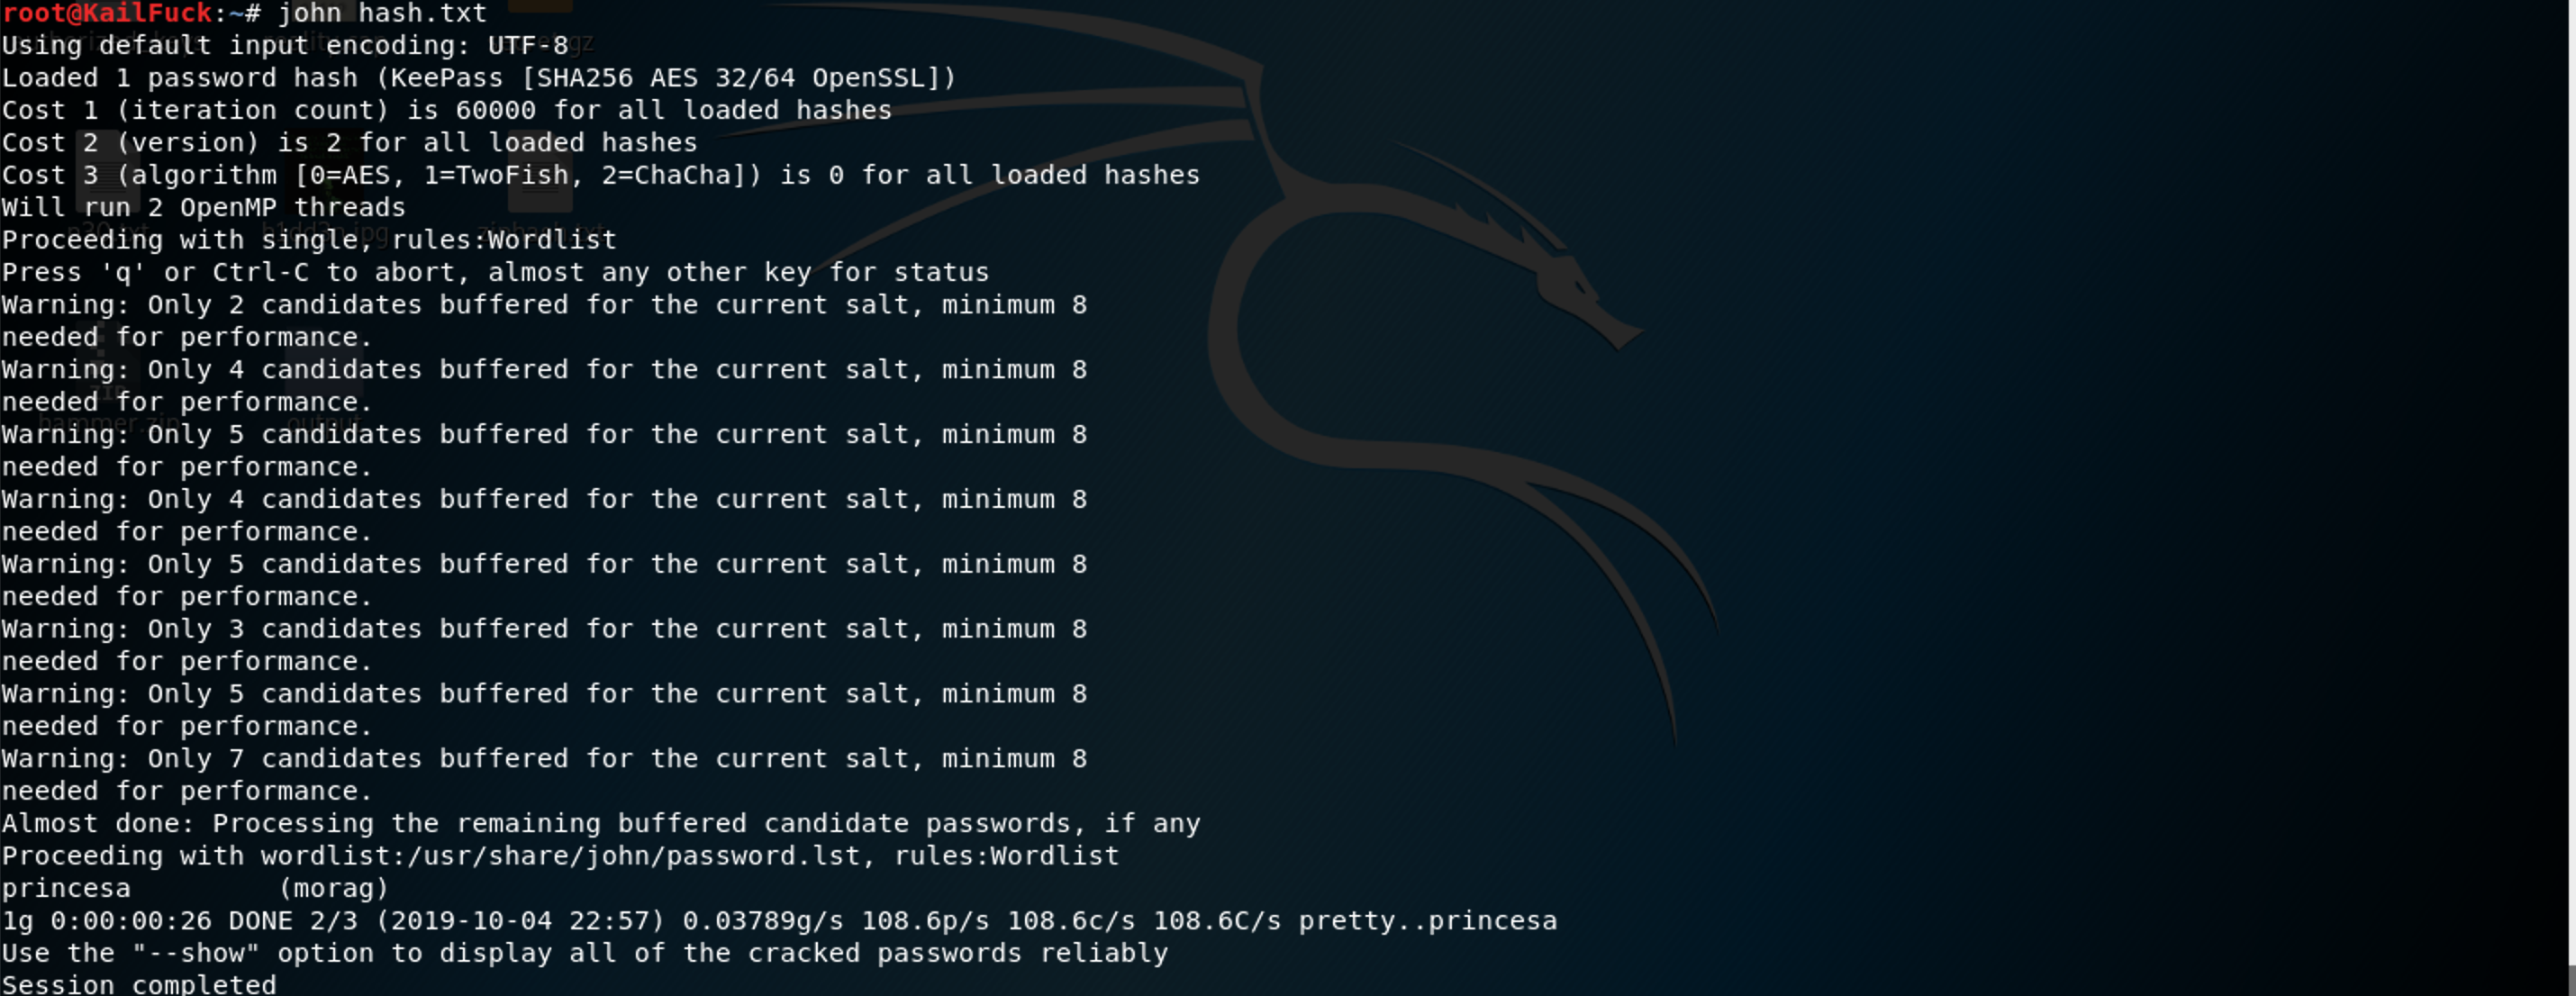 root@KailFuck:~# john hash.txt
Using default input encoding: UTF-8
Loaded 1 password hash (KeePass [SHA256 AES 32/64 OpenSSL])
Cost 1 (iteration count) is 60000 for all loaded hashes
Cost 2 (version) is 2 for all loaded hashes
Cost 3 (algorithm [0=AES, 1=TwoFish, 2=ChaCha]) is 0 for all loaded hashes
Will run 2 OpenMP threads
Proceeding with single, rules:Wordlist
Press 'q' or Ctrl-C to abort, almost any other key for status
Warning: Only 2 candidates buffered for the current salt, minimum 8
needed for performance.
Warning: Only 4 candidates buffered for the current salt, minimum 8
needed for performance.
Warning: Only 5 candidates buffered for the current salt, minimum 8
needed for performance.
Warning: Only 4 candidates buffered for the current salt, minimum 8
needed for performance.
Warning: Only 5 candidates buffered for the current salt, minimum 8
needed for performance.
Warning: Only 3 candidates buffered for the current salt, minimum 8
needed for performance.
Warning: Only 5 candidates buffered for the current salt, minimum 8
needed for performance.
Warning: Only 7 candidates buffered for the current salt, minimum 8
needed for performance.
Almost done: Processing the remaining buffered candidate passwords, if any
Proceeding with wordlist:/usr/share/john/password.lst, rules:Wordlist
princesa         (morag)
1g 0:00:00:26 DONE 2/3 (2019-10-04 22:57) 0.03789g/s 108.6p/s 108.6c/s 108.6C/s pretty..princesa
Use the "--show" option to display all of the cracked passwords reliably
Session completed
hammer.zip
output